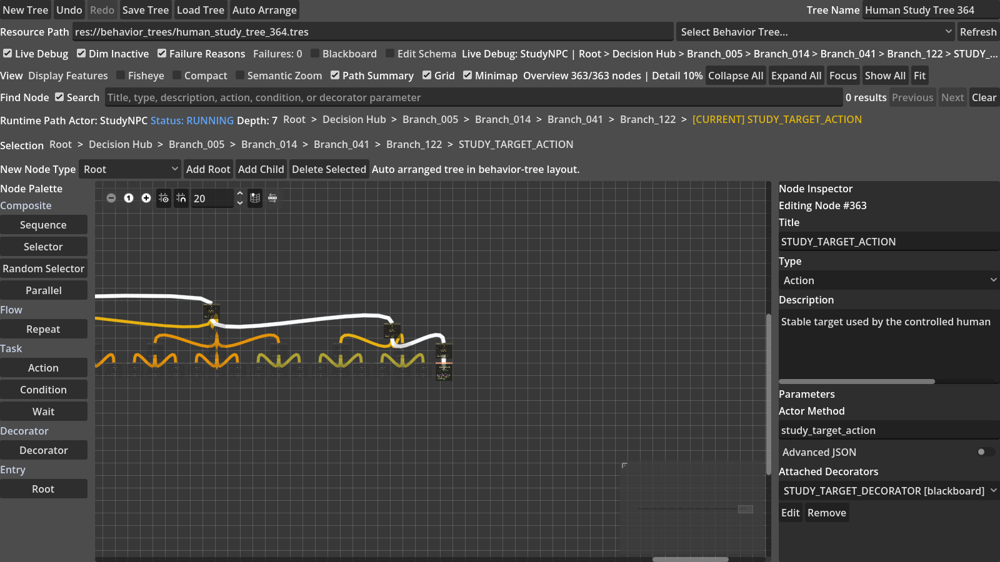 New Tree Undo Redo Save Tree Load Tree Auto Arrange Tree Name Human Study Tree 364
Resource Path res://behavior_trees/human_study_tree_364.tres Select Behavior Tree... Refresh
Live Debug Dim Inactive Failure Reasons Failures: 0 Blackboard Edit Schema Live Debug: StudyNPC | Root > Decision Hub > Branch_005 > Branch_014 > Branch_041 > Branch_122 > STUDY_...
View Display Features Fisheye Compact Semantic Zoom Path Summary Grid Minimap Overview 363/363 nodes | Detail 10% Collapse All Expand All Focus Show All Fit
Find Node Search Title, type, description, action, condition, or decorator parameter 0 results Previous Next Clear
Runtime Path Actor: StudyNPC Status: RUNNING Depth: 7 Root > Decision Hub > Branch_005 > Branch_014 > Branch_041 > Branch_122 > [CURRENT] STUDY_TARGET_ACTION
Selection Root > Decision Hub > Branch_005 > Branch_014 > Branch_041 > Branch_122 > STUDY_TARGET_ACTION
New Node Type Root Add Root Add Child Delete Selected Auto arranged tree in behavior-tree layout.
Node Palette
Composite
Sequence
Selector
Random Selector
Parallel
Flow
Repeat
Task
Action
Condition
Wait
Decorator
Decorator
Entry
Root
1 20
Node Inspector
Editing Node #363
Title
STUDY_TARGET_ACTION
Type
Action
Description
Stable target used by the controlled human
Parameters
Actor Method
study_target_action
Advanced JSON
Attached Decorators
STUDY_TARGET_DECORATOR [blackboard]
Edit Remove